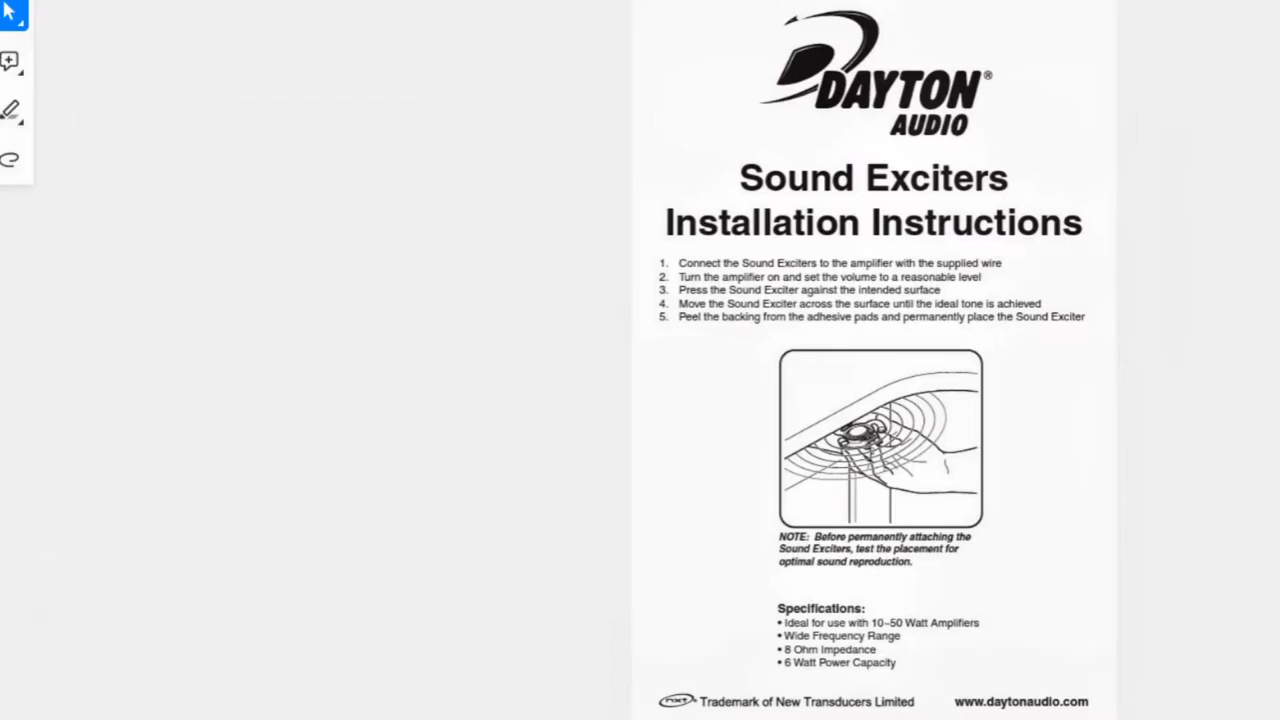 DAYTON®
AUDIO
Sound Exciters
Installation Instructions
1. Connect the Sound Exciters to the amplifier with the supplied wire
2. Turn the amplifier on and set the volume to a reasonable level
3. Press the Sound Exciter against the intended surface
4. Move the Sound Exciter across the surface until the ideal tone is achieved
5. Peel the backing from the adhesive pads and permanently place the Sound Exciter
NOTE: Before permanently attaching the
Sound Exciters, test the placement for
optimal sound reproduction.
Specifications:
• Ideal for use with 10~50 Watt Amplifiers
• Wide Frequency Range
• 8 Ohm Impedance
• 6 Watt Power Capacity
nxt® Trademark of New Transducers Limited www.daytonaudio.com